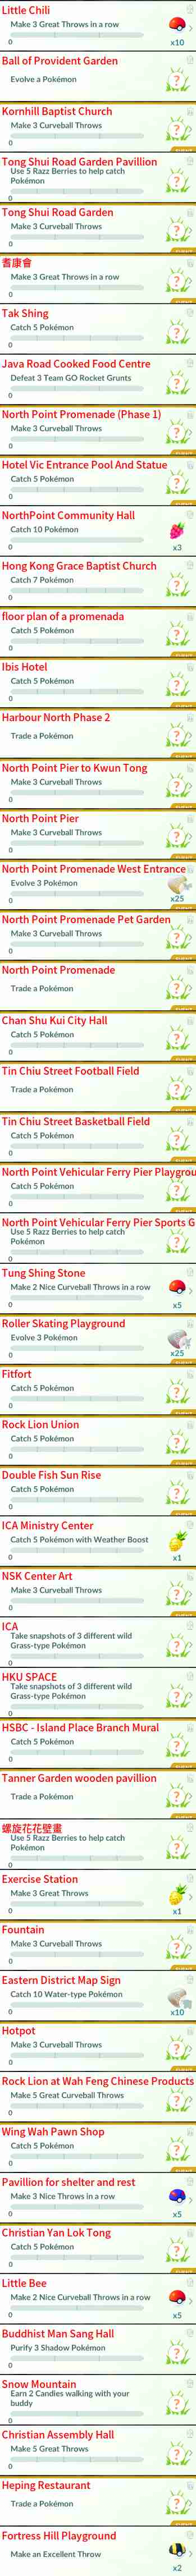 Little Chili
Make 3 Great Throws in a row
0
x10
Ball of Provident Garden
Evolve a Pokémon
Kornhill Baptist Church
Make 3 Curveball Throws
0
Tong Shui Road Garden Pavillion
Use 5 Razz Berries to help catch
Pokémon
0
Tong Shui Road Garden
Make 3 Curveball Throws
0
耆康會
Make 3 Great Throws in a row
0
Tak Shing
Catch 5 Pokémon
0
Java Road Cooked Food Centre
Defeat 3 Team GO Rocket Grunts
0
North Point Promenade (Phase 1)
Make 3 Curveball Throws
0
Hotel Vic Entrance Pool And Statue
Catch 5 Pokémon
0
NorthPoint Community Hall
Catch 10 Pokémon
0
x3
Hong Kong Grace Baptist Church
Catch 7 Pokémon
0
floor plan of a promenada
Catch 5 Pokémon
0
Ibis Hotel
Catch 5 Pokémon
0
Harbour North Phase 2
Trade a Pokémon
North Point Pier to Kwun Tong
Make 3 Curveball Throws
0
North Point Pier
Make 3 Curveball Throws
0
North Point Promenade West Entrance
Evolve 3 Pokémon
0
x25
North Point Promenade Pet Garden
Make 3 Curveball Throws
0
North Point Promenade
Trade a Pokémon
Chan Shu Kui City Hall
Catch 5 Pokémon
0
Tin Chiu Street Football Field
Trade a Pokémon
Tin Chiu Street Basketball Field
Catch 5 Pokémon
0
North Point Vehicular Ferry Pier Playgrou
Catch 5 Pokémon
0
North Point Vehicular Ferry Pier Sports G
Use 5 Razz Berries to help catch
Pokémon
0
Tung Shing Stone
Make 2 Nice Curveball Throws in a row
0
x5
Roller Skating Playground
Evolve 3 Pokémon
0
x25
Fitfort
Catch 5 Pokémon
0
Rock Lion Union
Catch 5 Pokémon
0
Double Fish Sun Rise
Catch 5 Pokémon
0
ICA Ministry Center
Catch 5 Pokémon with Weather Boost
0
x1
NSK Center Art
Make 3 Curveball Throws
0
ICA
Take snapshots of 3 different wild
Grass-type Pokémon
0
HKU SPACE
Take snapshots of 3 different wild
Grass-type Pokémon
0
HSBC - Island Place Branch Mural
Catch 5 Pokémon
0
Tanner Garden wooden pavillion
Trade a Pokémon
螺旋花花壁畫
Use 5 Razz Berries to help catch
Pokémon
0
Exercise Station
Make 3 Great Throws
0
x1
Fountain
Make 3 Curveball Throws
0
Eastern District Map Sign
Catch 10 Water-type Pokémon
0
x10
Hotpot
Make 3 Curveball Throws
0
Rock Lion at Wah Feng Chinese Products
Make 5 Great Curveball Throws
0
Wing Wah Pawn Shop
Catch 5 Pokémon
0
Pavillion for shelter and rest
Make 3 Nice Throws in a row
0
x5
Christian Yan Lok Tong
Catch 5 Pokémon
0
Little Bee
Make 2 Nice Curveball Throws in a row
0
x5
Buddhist Man Sang Hall
Purify 3 Shadow Pokémon
0
Snow Mountain
Earn 2 Candies walking with your
buddy
0
Christian Assembly Hall
Make 5 Great Throws
0
Heping Restaurant
Trade a Pokémon
Fortress Hill Playground
Make an Excellent Throw
x2